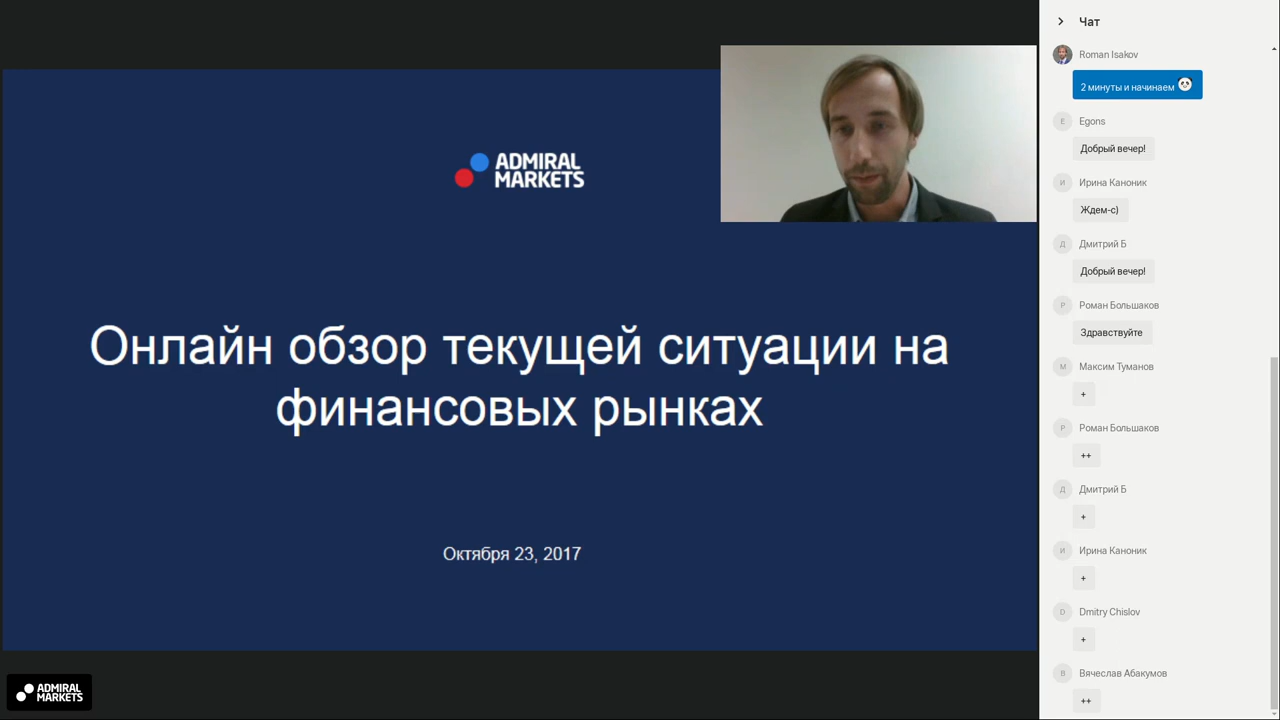 ADMIRAL
MARKETS
Онлайн обзор текущей ситуации на
финансовых рынках
Октября 23, 2017
ADMIRAL
MARKETS
Чат
Roman Isakov
2 минуты и начинаем
E
Egons
Добрый вечер!
И
Ирина Каноник
Ждем-с)
Д
Дмитрий Б
Добрый вечер!
Р
Роман Большаков
Здравствуйте
М
Максим Туманов
+
Р
Роман Большаков
++
Д
Дмитрий Б
+
И
Ирина Каноник
+
D
Dmitry Chislov
+
В
Вячеслав Абакумов
++